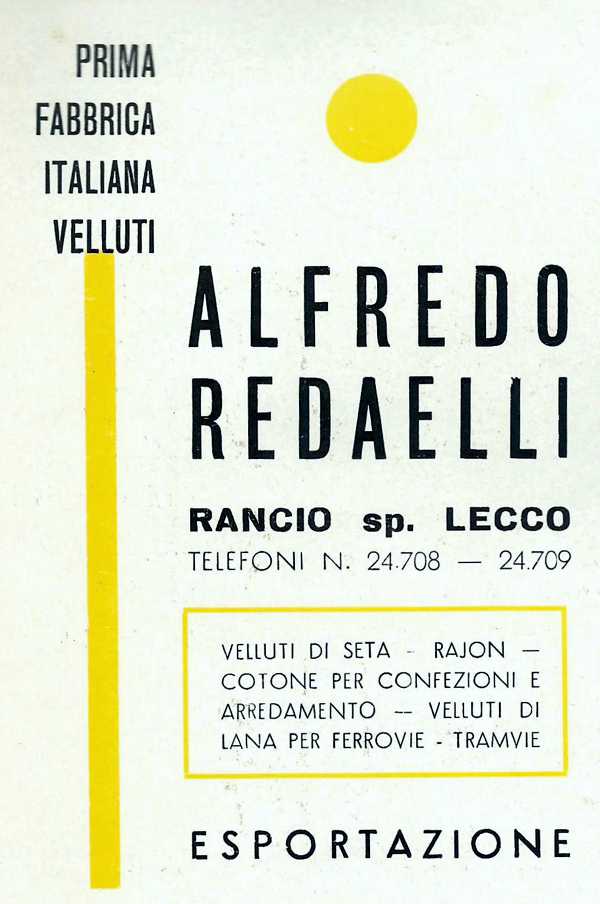 PRIMA
FABBRICA
ITALIANA
VELLUTI
ALFREDO
REDAELLI
RANCIO sp. LECCO
TELEFONI N. 24.708 — 24.709
VELLUTI DI SETA - RAJON —
COTONE PER CONFEZIONI E
ARREDAMENTO — VELLUTI DI
LANA PER FERROVIE - TRAMVIE
ESPORTAZIONE